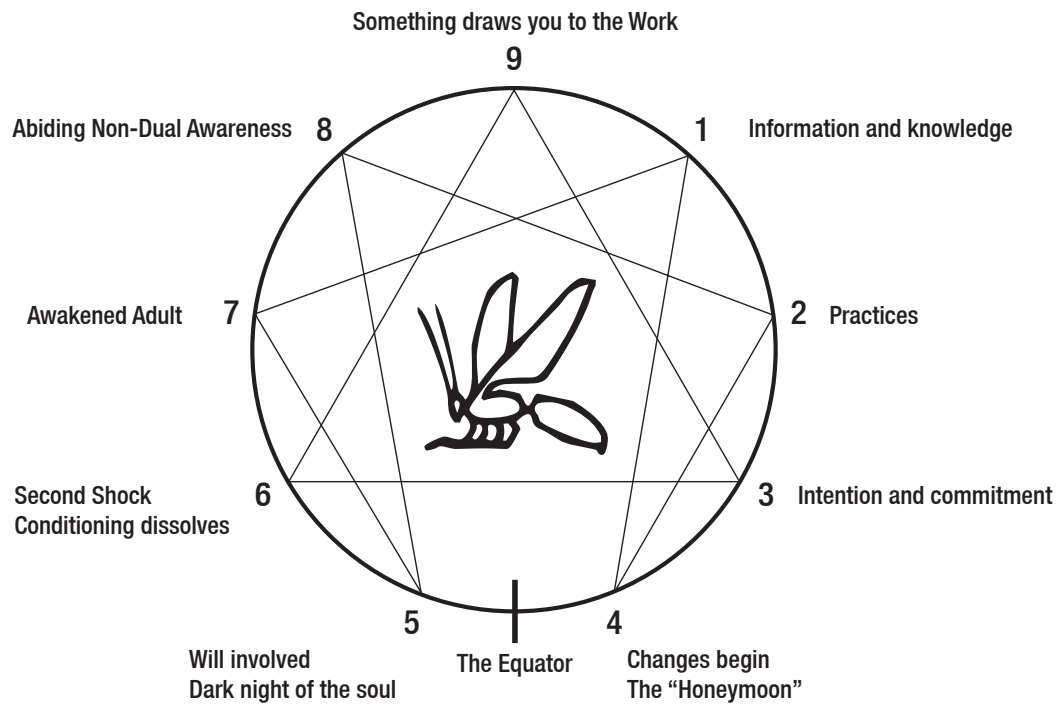 Something draws you to the Work
9
Abiding Non-Dual Awareness 8
1 Information and knowledge
Awakened Adult 7
2 Practices
Second Shock
Conditioning dissolves
6
3 Intention and commitment
5
4
Will involved
Dark night of the soul
The Equator
Changes begin
The “Honeymoon”